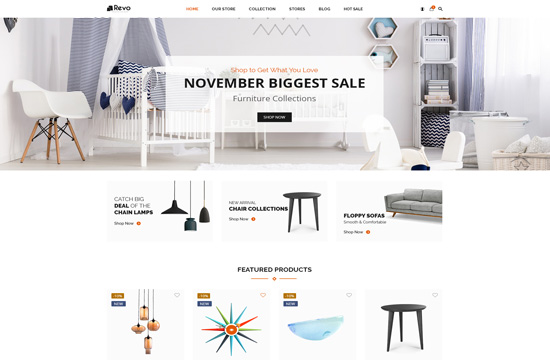 Revo
HOME OUR STORE COLLECTION STORES BLOG HOT SALE
Shop to Get What You Love
NOVEMBER BIGGEST SALE
Furniture Collections
SHOP NOW
CATCH BIG
DEAL OF THE
CHAIN LAMPS
Shop Now
NEW ARRIVAL
CHAIR COLLECTIONS
Shop Now
FLOPPY SOFAS
Smooth & Comfortable
Shop Now
FEATURED PRODUCTS
-10% -10% -10%
NEW NEW NEW